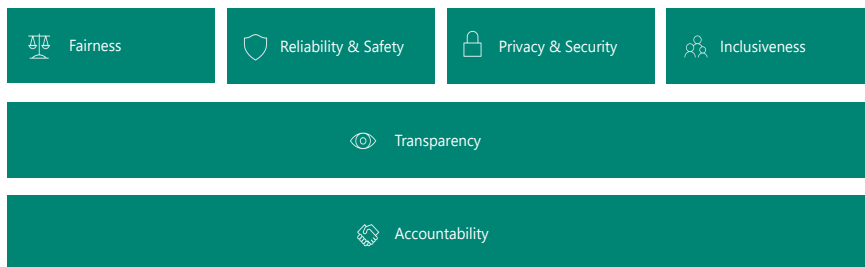 Fairness
Reliability & Safety
Privacy & Security
Inclusiveness
Transparency
Accountability